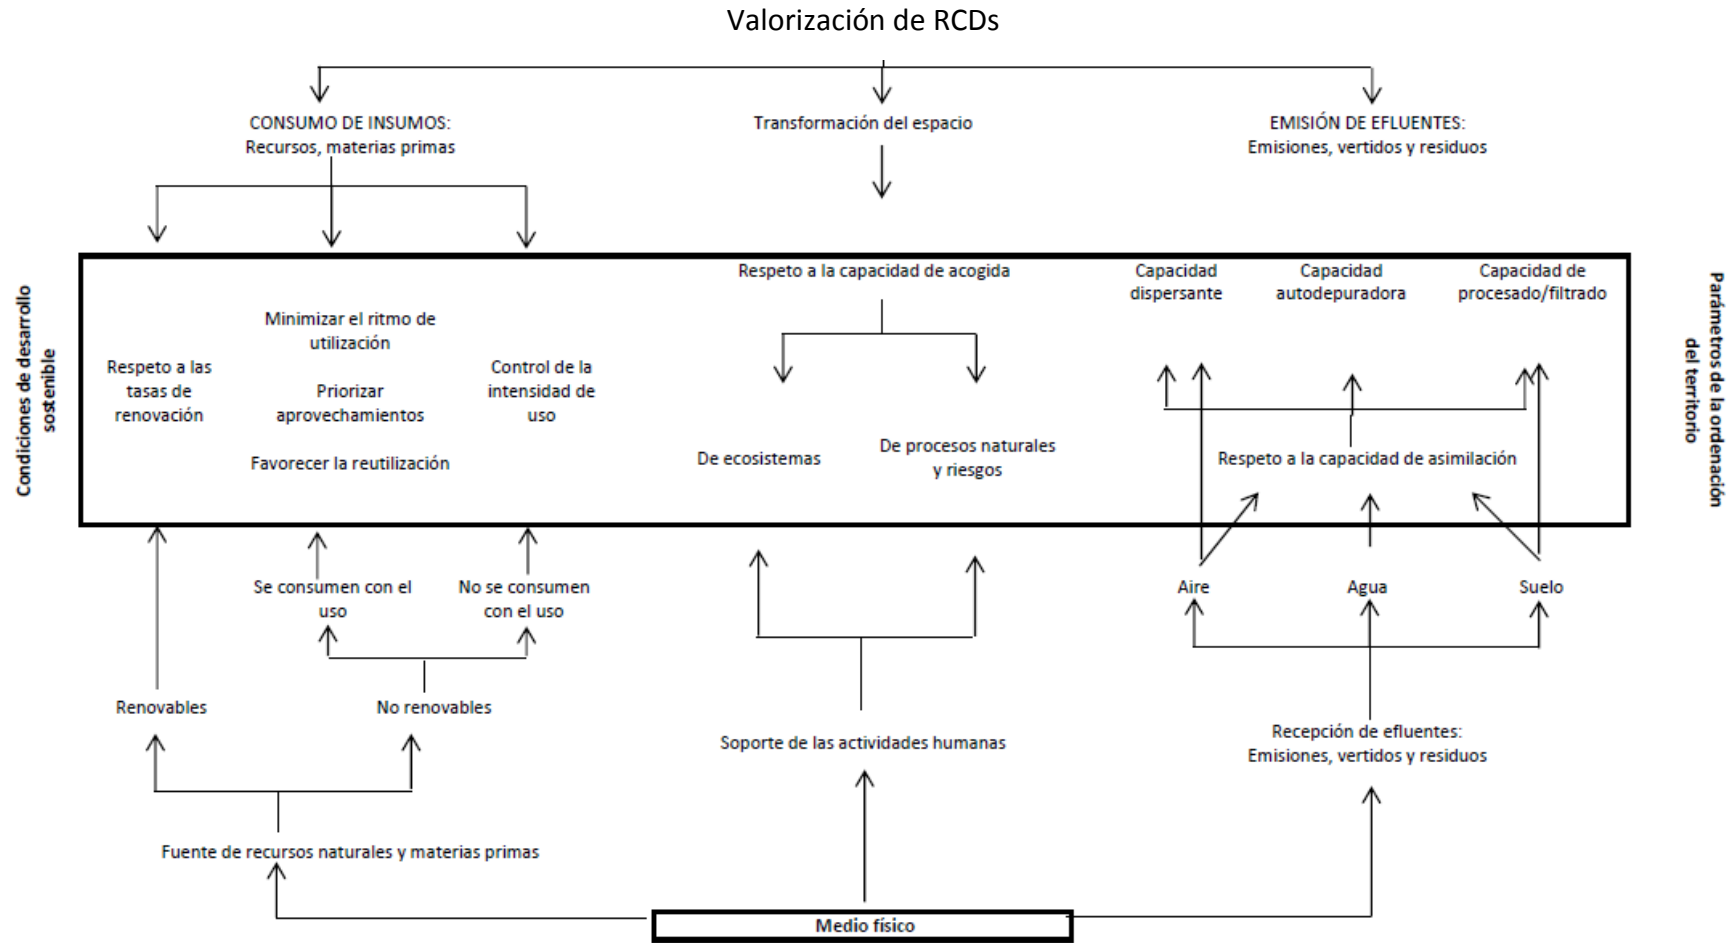 Valorización de RCDs
CONSUMO DE INSUMOS:
Recursos, materias primas
Transformación del espacio
EMISIÓN DE EFLUENTES:
Emisiones, vertidos y residuos
Condiciones de desarrollo
sostenible
Respeto a las
tasas de
renovación
Minimizar el ritmo de
utilización
Priorizar
aprovechamientos
Favorecer la reutilización
Control de la
intensidad de
uso
Respeto a la capacidad de acogida
De ecosistemas
De procesos naturales
y riesgos
Capacidad
dispersante
Capacidad
autodepuradora
Capacidad de
procesado/filtrado
Respeto a la capacidad de asimilación
Parámetros de la ordenación
del territorio
Se consumen con el
uso
No se consumen
con el uso
Aire
Agua
Suelo
Renovables
No renovables
Soporte de las actividades humanas
Recepción de efluentes:
Emisiones, vertidos y residuos
Fuente de recursos naturales y materias primas
Medio físico